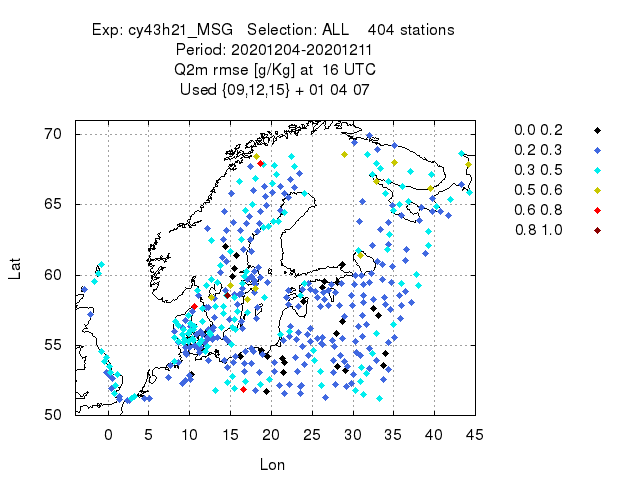 Exp: cy43h21_MSG   Selection: ALL    404 stations
Period: 20201204-20201211
Q2m rmse [g/Kg] at  16 UTC
Used {09,12,15} + 01 04 07
0.0 0.2
0.2 0.3
0.3 0.5
0.5 0.6
0.6 0.8
0.8 1.0
70
65
60
55
50
Lat
0 5 10 15 20 25 30 35 40 45
Lon